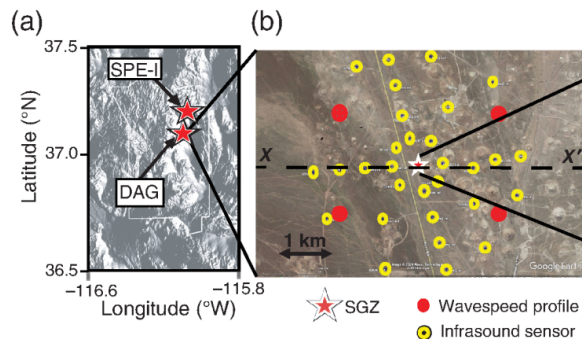 (a)
37.5
SPE-I
37.0
DAG
36.5
Latitude (°N)
−116.6
−115.8
Longitude (°W)
(b)
X
X'
1 km
Google Earth
SGZ
Wavespeed profile
Infrasound sensor